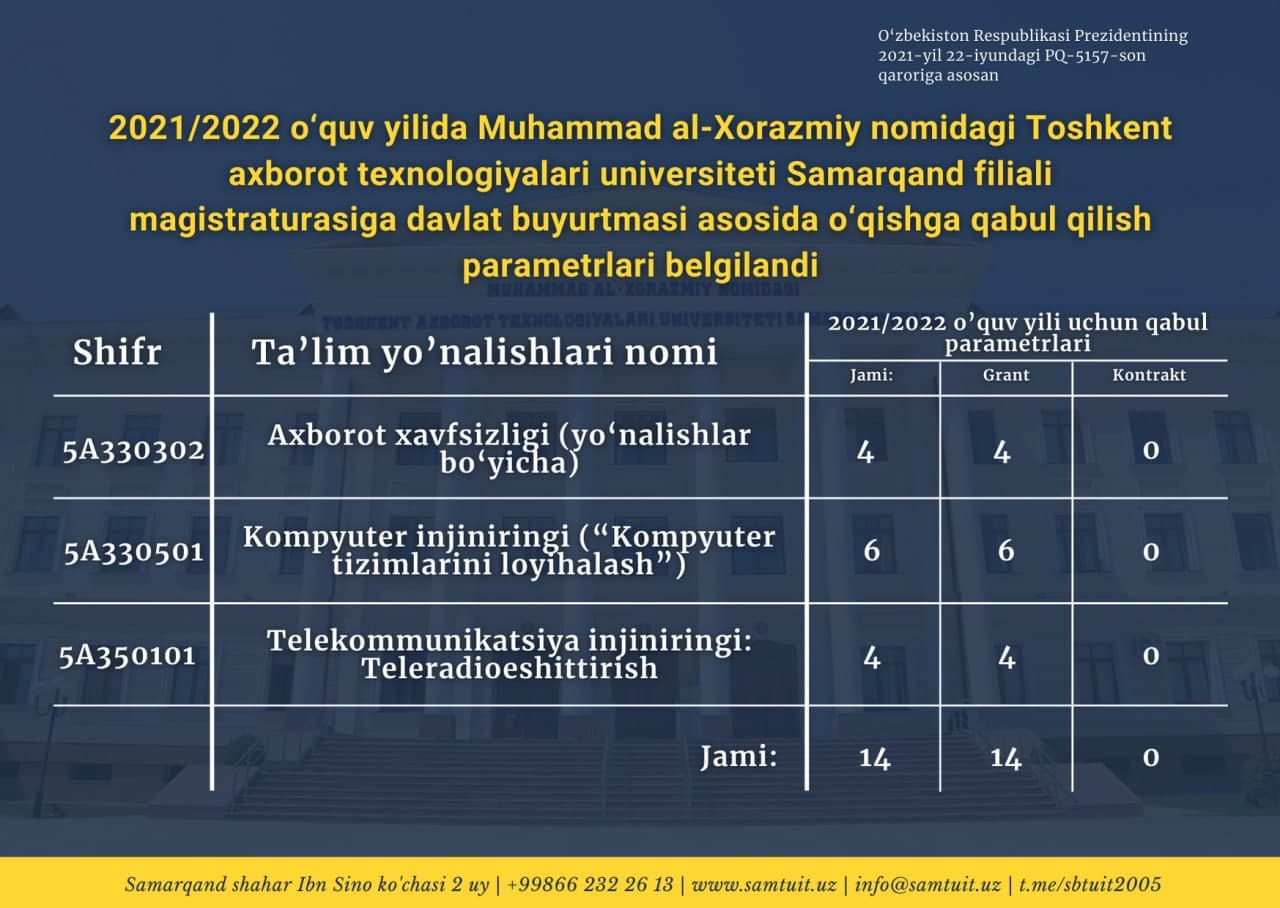 O‘zbekiston Respublikasi Prezidentining
2021-yil 22-iyundagi PQ-5157-son
qaroriga asosan
2021/2022 o‘quv yilida Muhammad al-Xorazmiy nomidagi Toshkent
axborot texnologiyalari universiteti Samarqand filiali
magistraturasiga davlat buyurtmasi asosida o‘qishga qabul qilish
parametrlari belgilandi
MUHAMMAD AL-XORAZMIY NOMIDAGI
TOSHKENT AXBOROT TEXNOLOGIYALARI UNIVERSITETI
Shifr
Ta’lim yo’nalishlari nomi
2021/2022 o’quv yili uchun qabul
parametrlari
Jami: Grant Kontrakt
5A330302
Axborot xavfsizligi (yo‘nalishlar
bo‘yicha)
4 4 0
5A330501
Kompyuter injiniringi (“Kompyuter
tizimlarini loyihalash”)
6 6 0
5A350101
Telekommunikatsiya injiniringi:
Teleradioeshittirish
4 4 0
Jami: 14 14 0
Samarqand shahar Ibn Sino ko'chasi 2 uy | +99866 232 26 13 | www.samtuit.uz | info@samtuit.uz | t.me/sbtuit2005